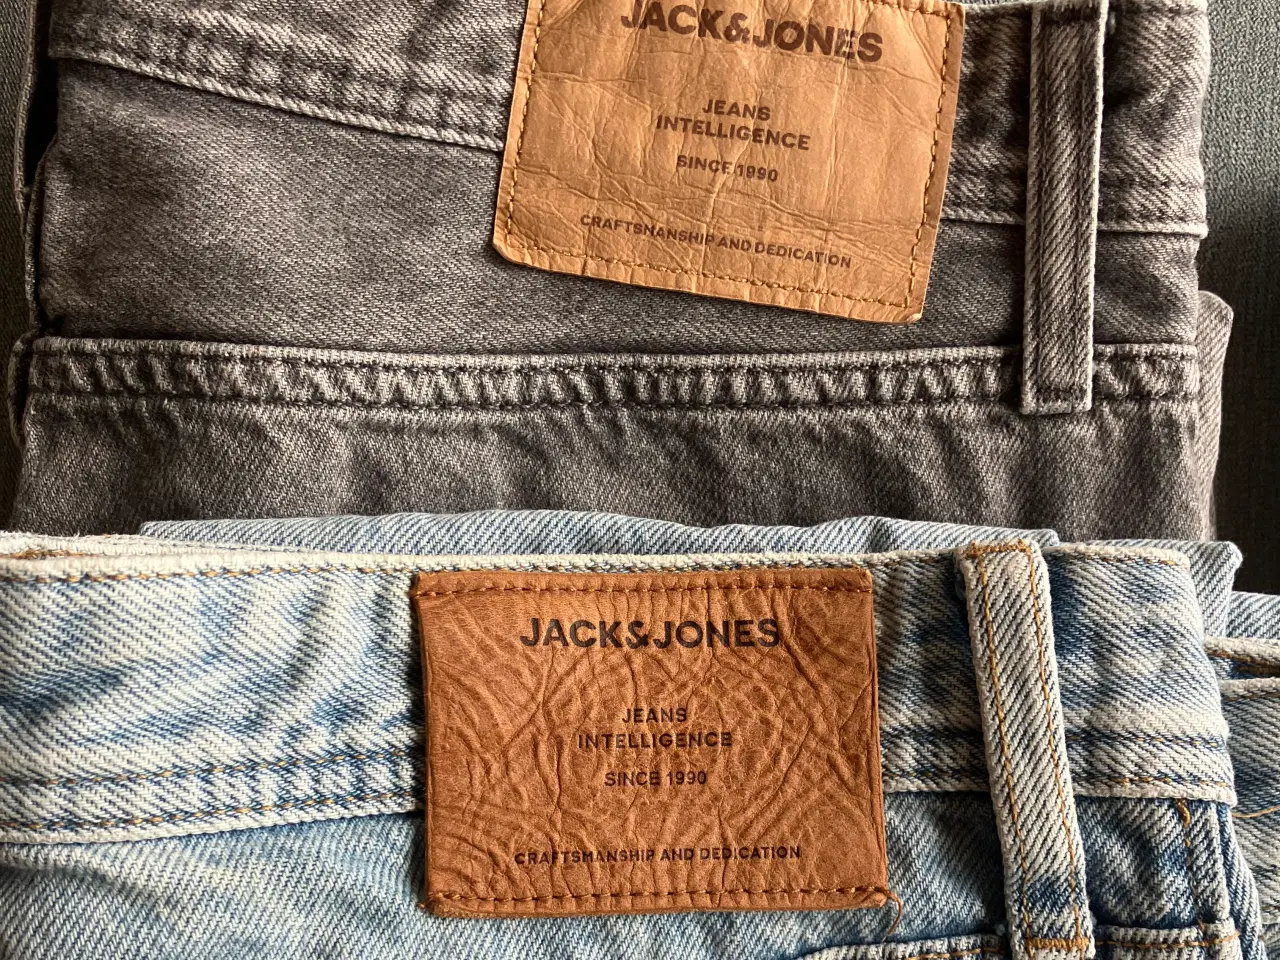 JACK&JONES
JEANS
INTELLIGENCE
SINCE 1990
CRAFTSMANSHIP AND DEDICATION
JACK&JONES
JEANS
INTELLIGENCE
SINCE 1990
CRAFTSMANSHIP AND DEDICATION